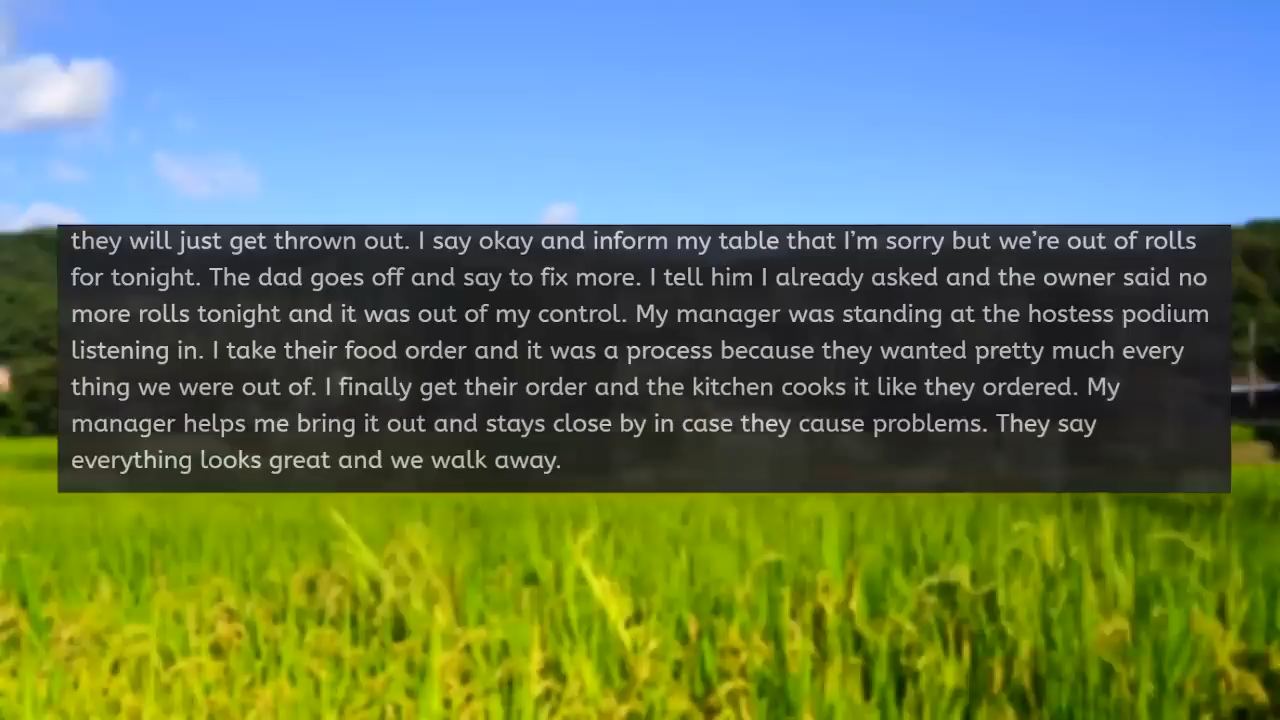 they will just get thrown out. I say okay and inform my table that I’m sorry but we’re out of rolls
for tonight. The dad goes off and say to fix more. I tell him I already asked and the owner said no
more rolls tonight and it was out of my control. My manager was standing at the hostess podium
listening in. I take their food order and it was a process because they wanted pretty much every
thing we were out of. I finally get their order and the kitchen cooks it like they ordered. My
manager helps me bring it out and stays close by in case they cause problems. They say
everything looks great and we walk away.